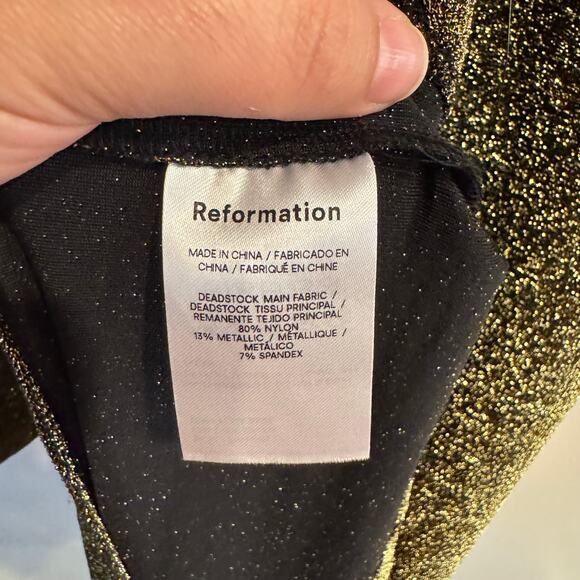 Reformation
MADE IN CHINA / FABRICADO EN
CHINA / FABRIQUÉ EN CHINE
DEADSTOCK MAIN FABRIC /
DEADSTOCK TISSU PRINCIPAL /
REMANENTE TEJIDO PRINCIPAL
80% NYLON
13% METALLIC / MÉTALLIQUE /
METÁLICO
7% SPANDEX